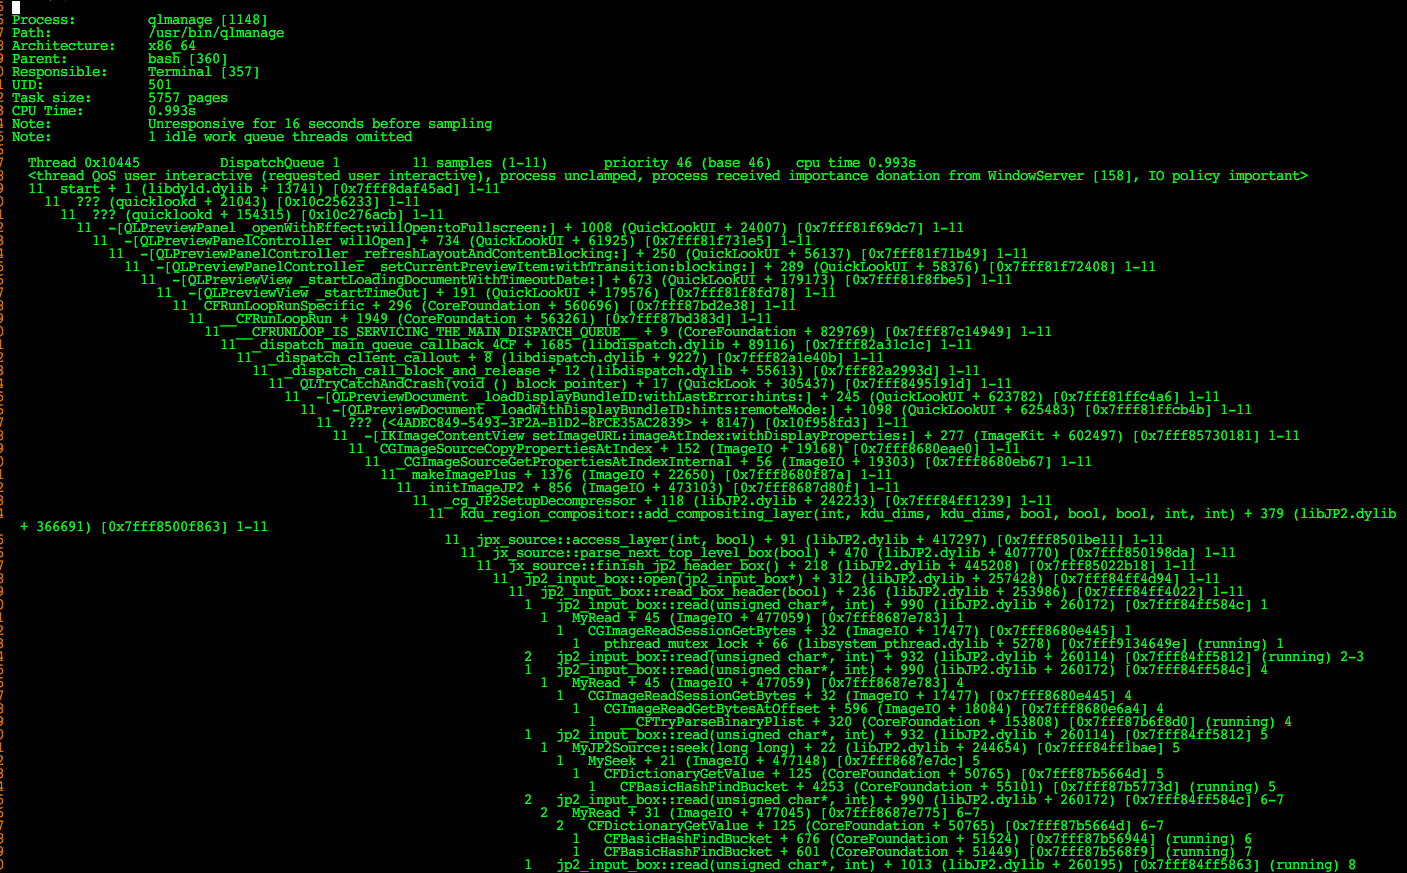 Process: qlmanage [1148]
Path: /usr/bin/qlmanage
Architecture: x86_64
Parent: bash [360]
Responsible: Terminal [357]
UID: 501
Task size: 5757 pages
CPU Time: 0.993s
Note: Unresponsive for 16 seconds before sampling
Note: 1 idle work queue threads omitted
Thread 0x10445 DispatchQueue 1 11 samples (1-11) priority 46 (base 46) cpu time 0.993s
<thread QoS user interactive (requested user interactive), process unclamped, process received importance donation from WindowServer [158], IO policy important>
11 start + 1 (libdyld.dylib + 13741) [0x7fff8daf45ad] 1-11
11 ??? (quicklookd + 21043) [0x10c256233] 1-11
11 ??? (quicklookd + 154315) [0x10c276acb] 1-11
11 -[QLPreviewPanel _openWithEffect:willOpen:toFullscreen:] + 1008 (QuickLookUI + 24007) [0x7fff81f69dc7] 1-11
11 -[QLPreviewPanelController willOpen] + 734 (QuickLookUI + 61925) [0x7fff81f731e5] 1-11
11 -[QLPreviewPanelController _refreshLayoutAndContentBlocking:] + 250 (QuickLookUI + 56137) [0x7fff81f71b49] 1-11
11 -[QLPreviewPanelController _setCurrentPreviewItem:withTransition:blocking:] + 289 (QuickLookUI + 58376) [0x7fff81f72408] 1-11
11 -[QLPreviewView _startLoadingDocumentWithTimeoutDate:] + 673 (QuickLookUI + 179173) [0x7fff81f8fbe5] 1-11
11 -[QLPreviewView _startTimeOut] + 191 (QuickLookUI + 179576) [0x7fff81f8fd78] 1-11
11 CFRunLoopRunSpecific + 296 (CoreFoundation + 560696) [0x7fff87bd2e38] 1-11
11 __CFRunLoopRun + 1949 (CoreFoundation + 563261) [0x7fff87bd383d] 1-11
11 __CFRUNLOOP_IS_SERVICING_THE_MAIN_DISPATCH_QUEUE__ + 9 (CoreFoundation + 829769) [0x7fff87c14949] 1-11
11 _dispatch_main_queue_callback_4CF + 1685 (libdispatch.dylib + 89116) [0x7fff82a31c1c] 1-11
11 _dispatch_client_callout + 8 (libdispatch.dylib + 9227) [0x7fff82a1e40b] 1-11
11 _dispatch_call_block_and_release + 12 (libdispatch.dylib + 55613) [0x7fff82a2993d] 1-11
11 QLTryCatchAndCrash(void () block_pointer) + 17 (QuickLook + 305437) [0x7fff8495191d] 1-11
11 -[QLPreviewDocument _loadDisplayBundleID:withLastError:hints:] + 245 (QuickLookUI + 623782) [0x7fff81ffc4a6] 1-11
11 -[QLPreviewDocument _loadWithDisplayBundleID:hints:remoteMode:] + 1098 (QuickLookUI + 625483) [0x7fff81ffcb4b] 1-11
11 ??? (<4ADEC849-5493-3F2A-B1D2-8FCE35AC2839> + 8147) [0x10f958fd3] 1-11
11 -[IKImageContentView setImageURL:imageAtIndex:withDisplayProperties:] + 277 (ImageKit + 602497) [0x7fff85730181] 1-11
11 CGImageSourceCopyPropertiesAtIndex + 152 (ImageIO + 19168) [0x7fff8680eae0] 1-11
11 _CGImageSourceGetPropertiesAtIndexInternal + 56 (ImageIO + 19303) [0x7fff8680eb67] 1-11
11 makeImagePlus + 1376 (ImageIO + 22650) [0x7fff8680f87a] 1-11
11 initImageJP2 + 856 (ImageIO + 473103) [0x7fff8687d80f] 1-11
11 _cg_JP2SetupDecompressor + 118 (libJP2.dylib + 242233) [0x7fff84ff1239] 1-11
11 kdu_region_compositor::add_compositing_layer(int, kdu_dims, kdu_dims, bool, bool, bool, int, int) + 379 (libJP2.dylib
+ 366691) [0x7fff8500f863] 1-11
11 jpx_source::access_layer(int, bool) + 91 (libJP2.dylib + 417297) [0x7fff8501be11] 1-11
11 jx_source::parse_next_top_level_box(bool) + 470 (libJP2.dylib + 407770) [0x7fff850198da] 1-11
11 jx_source::finish_jp2_header_box() + 218 (libJP2.dylib + 445208) [0x7fff85022b18] 1-11
11 jp2_input_box::open(jp2_input_box*) + 312 (libJP2.dylib + 257428) [0x7fff84ff4d94] 1-11
11 jp2_input_box::read_box_header(bool) + 236 (libJP2.dylib + 253986) [0x7fff84ff4022] 1-11
1 jp2_input_box::read(unsigned char*, int) + 990 (libJP2.dylib + 260172) [0x7fff84ff584c] 1
1 MyRead + 45 (ImageIO + 477059) [0x7fff8687e783] 1
1 CGImageReadSessionGetBytes + 32 (ImageIO + 17477) [0x7fff8680e445] 1
1 pthread_mutex_lock + 66 (libsystem_pthread.dylib + 5278) [0x7fff9134649e] (running) 1
2 jp2_input_box::read(unsigned char*, int) + 932 (libJP2.dylib + 260114) [0x7fff84ff5812] (running) 2-3
1 jp2_input_box::read(unsigned char*, int) + 990 (libJP2.dylib + 260172) [0x7fff84ff584c] 4
1 MyRead + 45 (ImageIO + 477059) [0x7fff8687e783] 4
1 CGImageReadSessionGetBytes + 32 (ImageIO + 17477) [0x7fff8680e445] 4
1 CGImageReadGetBytesAtOffset + 596 (ImageIO + 18084) [0x7fff8680e6a4] 4
1 __CFTryParseBinaryPlist + 320 (CoreFoundation + 153808) [0x7fff87b6f8d0] (running) 4
1 jp2_input_box::read(unsigned char*, int) + 932 (libJP2.dylib + 260114) [0x7fff84ff5812] 5
1 MyJP2Source::seek(long long) + 22 (libJP2.dylib + 244654) [0x7fff84ff1bae] 5
1 MySeek + 21 (ImageIO + 477148) [0x7fff8687e7dc] 5
1 CFDictionaryGetValue + 125 (CoreFoundation + 50765) [0x7fff87b5664d] 5
1 CFBasicHashFindBucket + 4253 (CoreFoundation + 55101) [0x7fff87b5773d] (running) 5
2 jp2_input_box::read(unsigned char*, int) + 990 (libJP2.dylib + 260172) [0x7fff84ff584c] 6-7
2 MyRead + 31 (ImageIO + 477045) [0x7fff8687e775] 6-7
2 CFDictionaryGetValue + 125 (CoreFoundation + 50765) [0x7fff87b5664d] 6-7
1 CFBasicHashFindBucket + 676 (CoreFoundation + 51524) [0x7fff87b56944] (running) 6
1 CFBasicHashFindBucket + 601 (CoreFoundation + 51449) [0x7fff87b568f9] (running) 7
1 jp2_input_box::read(unsigned char*, int) + 1013 (libJP2.dylib + 260195) [0x7fff84ff5863] (running) 8